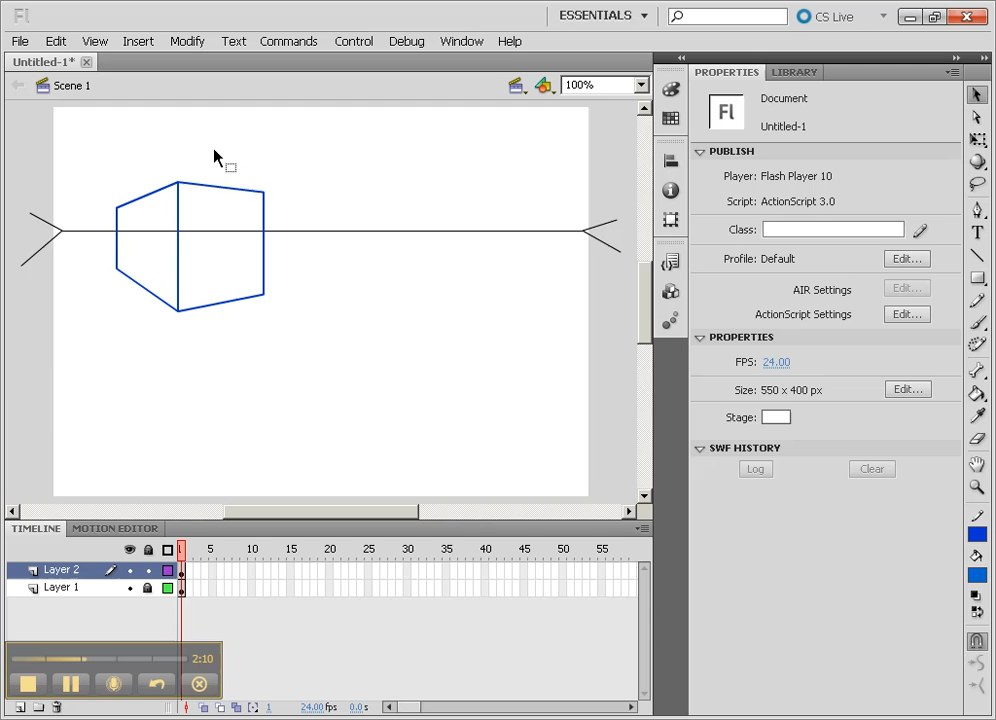 Fl
ESSENTIALS
CS Live
File Edit View Insert Modify Text Commands Control Debug Window Help
Untitled-1*
Scene 1
100%
PROPERTIES LIBRARY
Fl
Document
Untitled-1
PUBLISH
Player: Flash Player 10
Script: ActionScript 3.0
Class:
Profile: Default Edit...
AIR Settings Edit...
ActionScript Settings Edit...
PROPERTIES
FPS: 24.00
Size: 550 x 400 px Edit...
Stage:
SWF HISTORY
Log Clear
T
TIMELINE MOTION EDITOR
1 5 10 15 20 25 30 35 40 45 50 55
Layer 2
Layer 1
2:10
1 24.00fps 0.0s